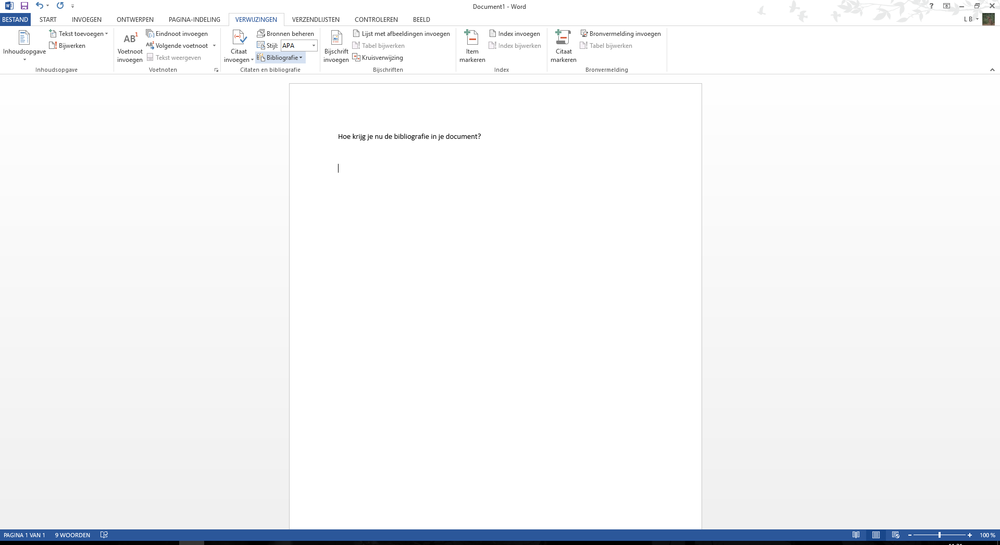 Document1 - Word
?
BESTAND START INVOEGEN ONTWERPEN PAGINA-INDELING VERWIJZINGEN VERZENDLIJSTEN CONTROLEREN BEELD
L B
Inhoudsopgave
Tekst toevoegen
Bijwerken
Inhoudsopgave
AB1
Voetnoot
invoegen
Eindnoot invoegen
Volgende voetnoot
Tekst weergeven
Voetnoten
Citaat
invoegen
Bronnen beheren
Stijl: APA
Bibliografie
Citaten en bibliografie
Bijschrift
invoegen
Lijst met afbeeldingen invoegen
Tabel bijwerken
Kruisverwijzing
Bijschriften
Item
markeren
Index invoegen
Index bijwerken
Index
Citaat
markeren
Bronvermelding invoegen
Tabel bijwerken
Bronvermelding
Hoe krijg je nu de bibliografie in je document?
PAGINA 1 VAN 1 9 WOORDEN
100 %